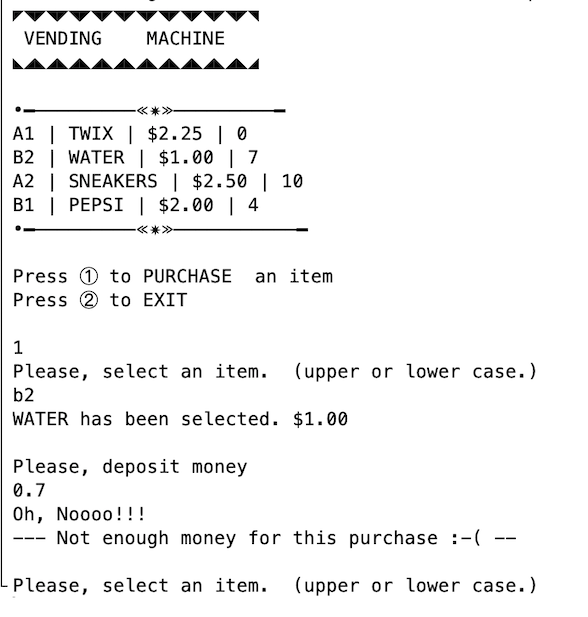 VENDING MACHINE
A1 | TWIX | $2.25 | 0
B2 | WATER | $1.00 | 7
A2 | SNEAKERS | $2.50 | 10
B1 | PEPSI | $2.00 | 4
Press ① to PURCHASE  an item
Press ② to EXIT
1
Please, select an item.  (upper or lower case.)
b2
WATER has been selected. $1.00
Please, deposit money
0.7
Oh, Noooo!!!
--- Not enough money for this purchase :-( --
Please, select an item.  (upper or lower case.)